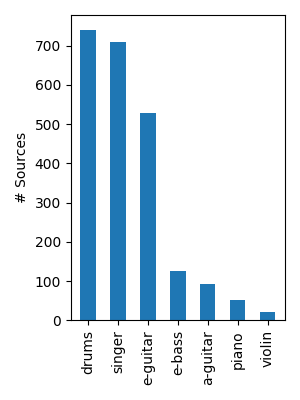 700
600
500
400
300
200
100
0
# Sources
drums
singer
e-guitar
e-bass
a-guitar
piano
violin